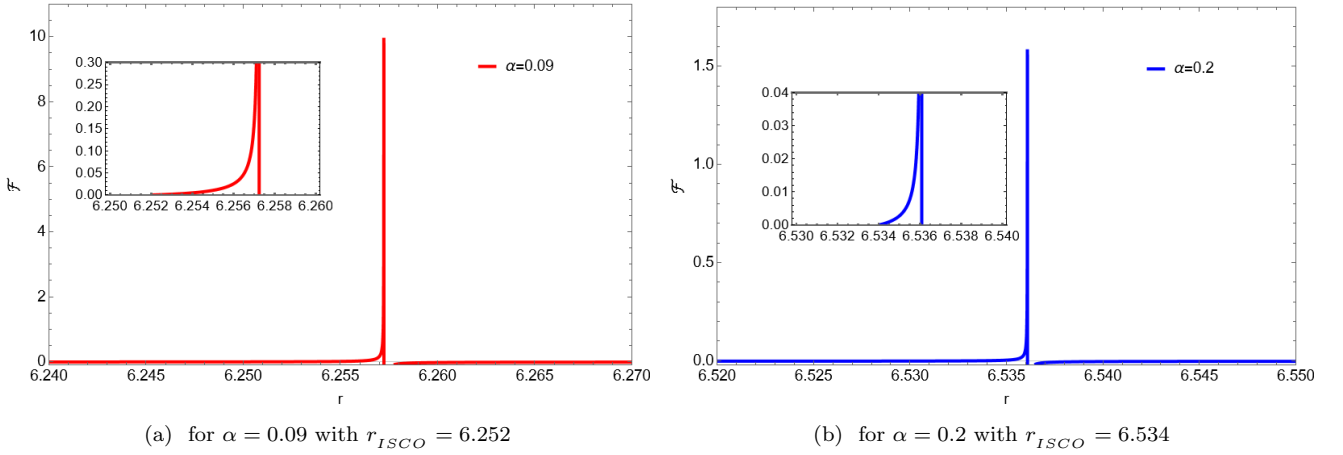 10
8
6
4
2
0
0.30
0.25
0.20
0.15
0.10
0.05
0.00
6.250 6.252 6.254 6.256 6.258 6.260
α=0.09
ℱ
6.240 6.245 6.250 6.255 6.260 6.265 6.270
r
(a) for α = 0.09 with r_ISCO = 6.252
1.5
1.0
0.5
0.0
0.04
0.03
0.02
0.01
0.00
6.530 6.532 6.534 6.536 6.538 6.540
α=0.2
ℱ
6.520 6.525 6.530 6.535 6.540 6.545 6.550
r
(b) for α = 0.2 with r_ISCO = 6.534